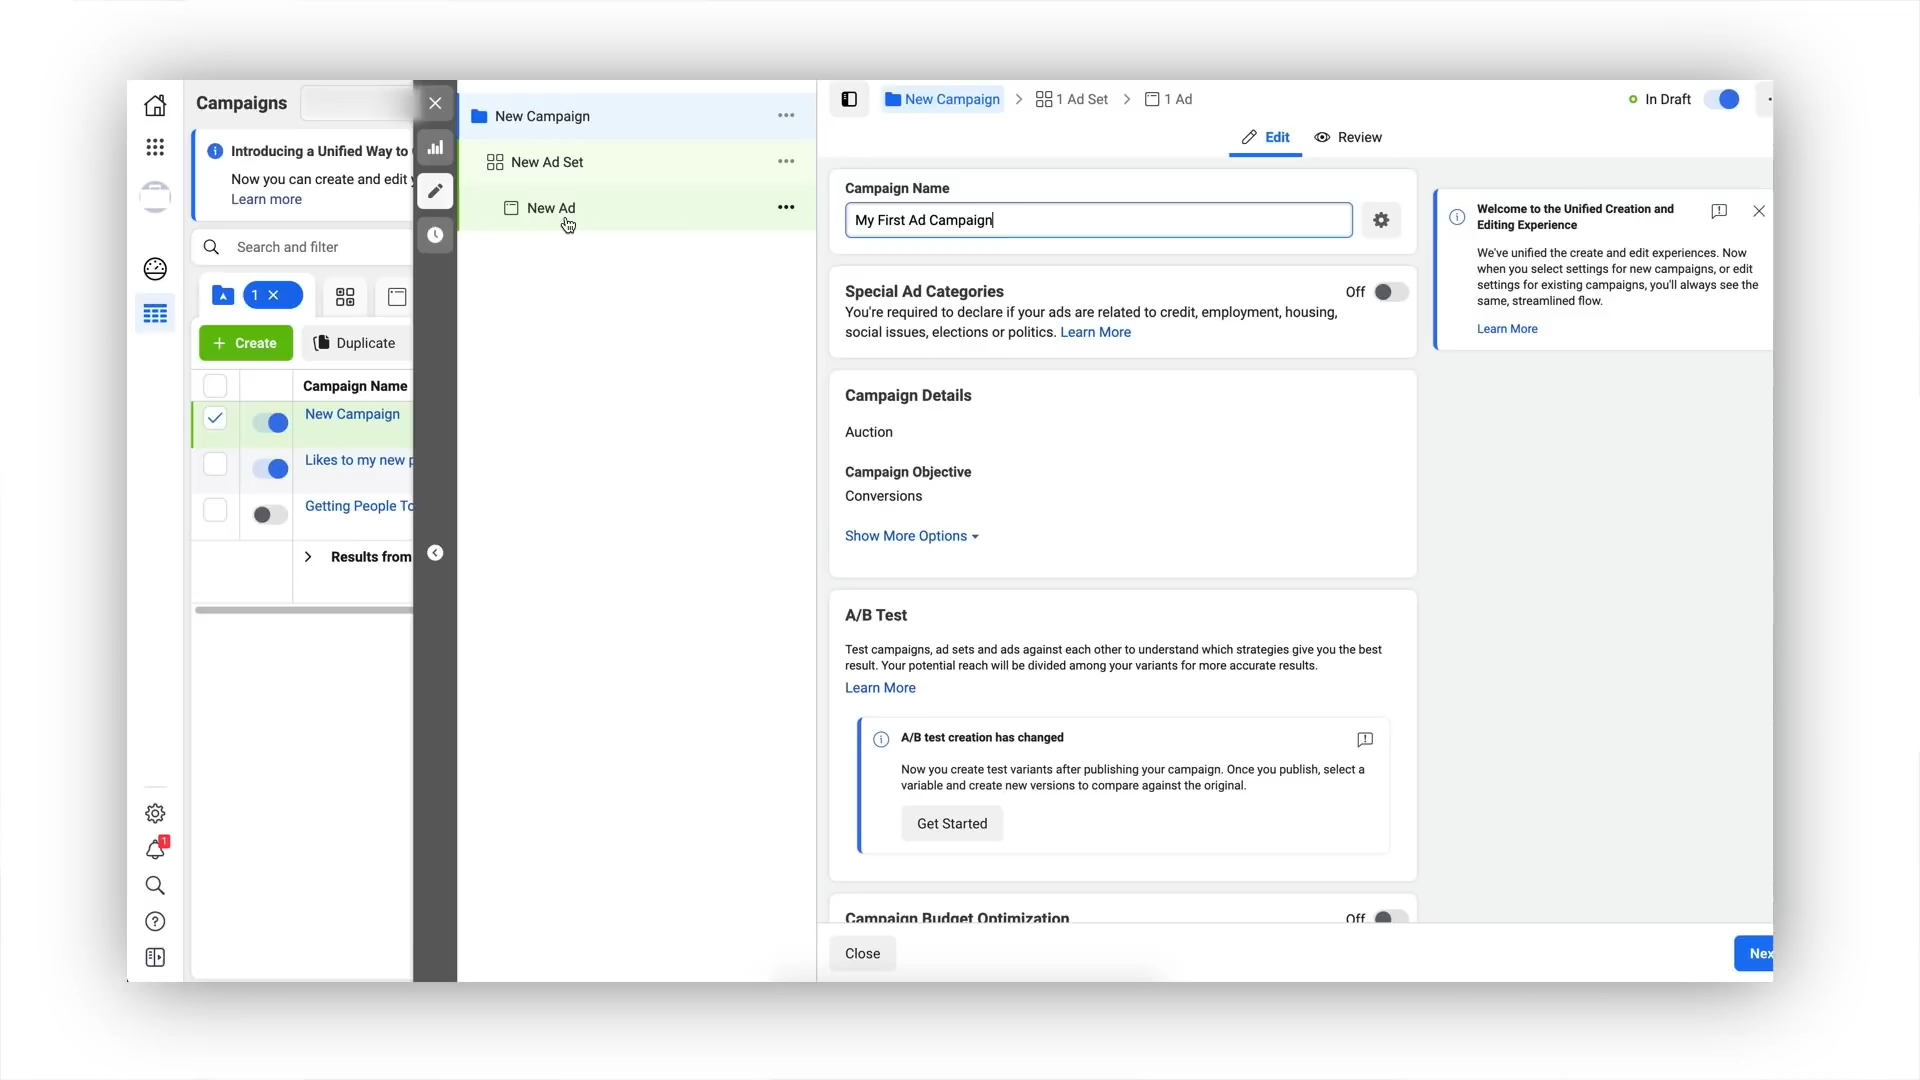 Campaigns
Introducing a Unified Way to
Now you can create and edit
Learn more
Search and filter
1
Create
Duplicate
Campaign Name
New Campaign
Likes to my new
Getting People To
Results from
1
New Campaign
New Ad Set
New Ad
New Campaign
1 Ad Set
1 Ad
In Draft
Edit
Review
Campaign Name
My First Ad Campaign
Special Ad Categories
Off
You're required to declare if your ads are related to credit, employment, housing,
social issues, elections or politics. Learn More
Campaign Details
Auction
Campaign Objective
Conversions
Show More Options
A/B Test
Test campaigns, ad sets and ads against each other to understand which strategies give you the best
result. Your potential reach will be divided among your variants for more accurate results.
Learn More
A/B test creation has changed
Now you create test variants after publishing your campaign. Once you publish, select a
variable and create new versions to compare against the original.
Get Started
Campaign Budget Optimization
Off
Close
Nex
Welcome to the Unified Creation and
Editing Experience
We've unified the create and edit experiences. Now
when you select settings for new campaigns, or edit
settings for existing campaigns, you'll always see the
same, streamlined flow.
Learn More